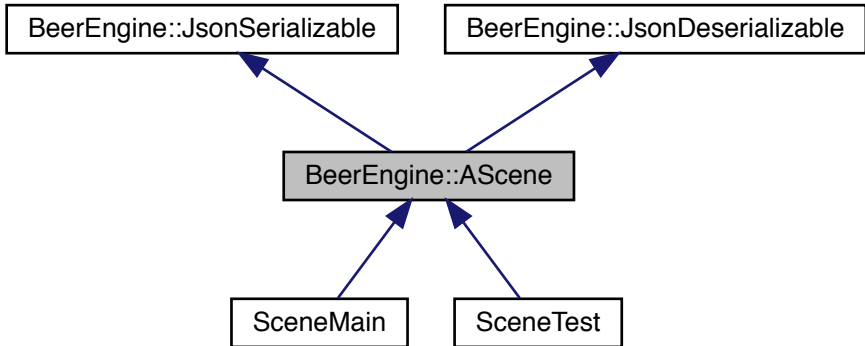 BeerEngine::JsonSerializable
BeerEngine::JsonDeserializable
BeerEngine::AScene
SceneMain
SceneTest